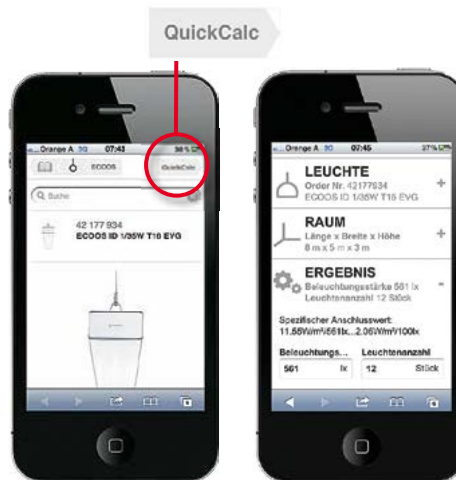 QuickCalc
Orange A 3G 07:43 98 %
ECOOS QuickCalc
Suche
42 177 934
ECOOS ID 1/35W T16 EVG
Orange A 3G 07:45 97%
LEUCHTE
Order Nr. 42177934
ECOOS ID 1/35W T16 EVG
+
RAUM
Länge x Breite x Höhe
8 m x 5 m x 3 m
+
ERGEBNIS
Beleuchtungsstärke 561 lx
Leuchtenanzahl 12 Stück
-
Spezifischer Anschlusswert:
11.55W/m²/561lx...2.06W/m²/100lx
Beleuchtungs... Leuchtenanzahl
561 lx 12 Stück